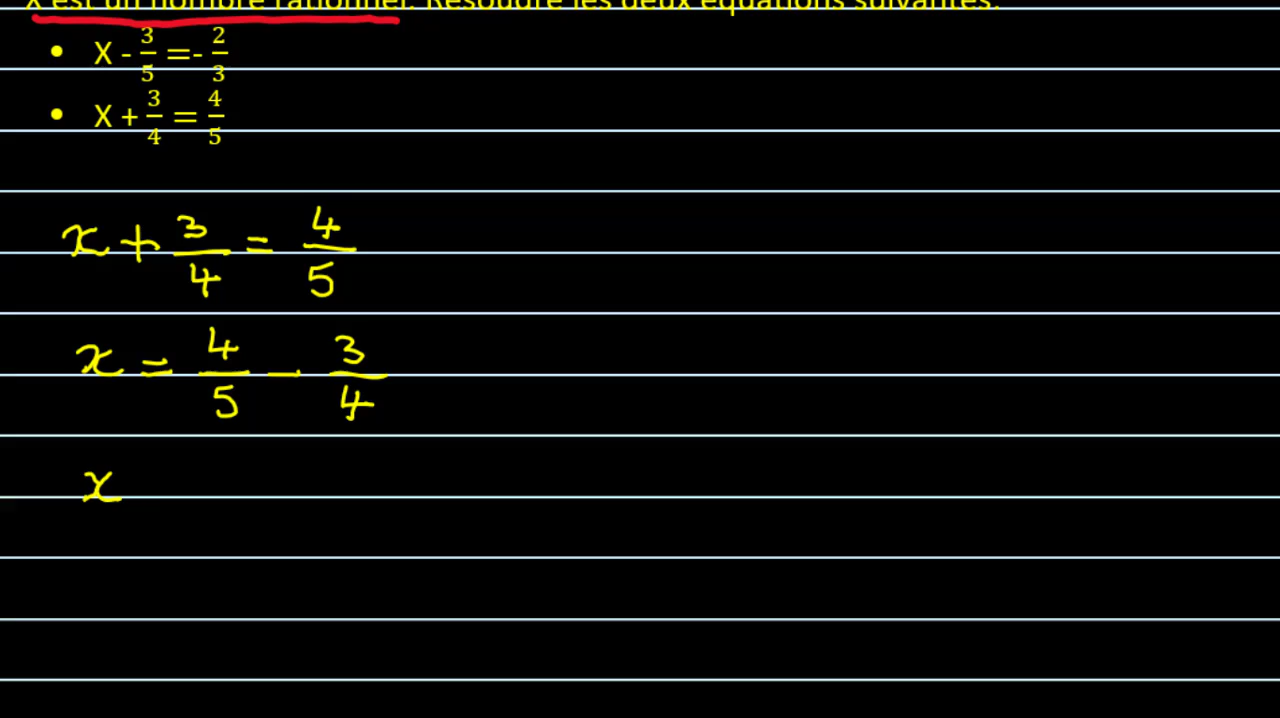 X est un nombre rationnel. Résoudre les deux équations suivantes.
• X - 3/5 =- 2/3
• X + 3/4 = 4/5
x + 3/4 = 4/5
x = 4/5 - 3/4
x